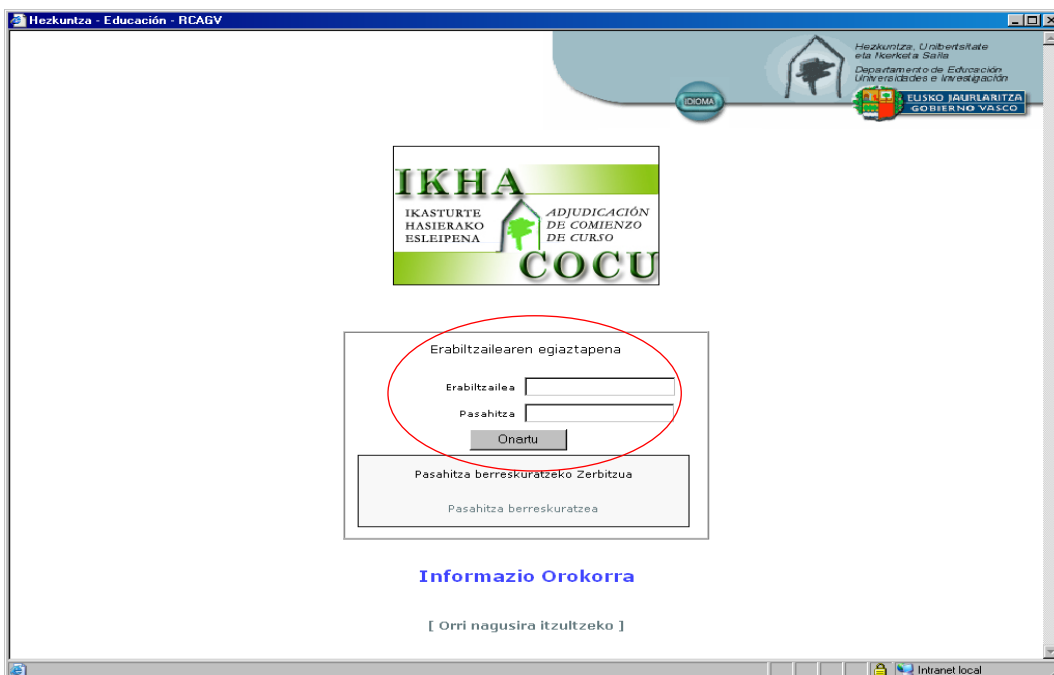 Hezkuntza - Educación - RCAGV
Hezkuntza, Unibertsitate
eta Ikerketa Saila
Departamento de Educación
Universidades e Investigación
IDIOMA
EUSKO JAURLARITZA
GOBIERNO VASCO
IKHA
IKASTURTE
HASIERAKO
ESLEIPENA
ADJUDICACIÓN
DE COMIENZO
DE CURSO
COCU
Erabiltzailearen egiaztapena
Erabiltzailea
Pasahitza
Onartu
Pasahitza berreskuratzeko Zerbitzua
Pasahitza berreskuratzea
Informazio Orokorra
[ Orri nagusira itzultzeko ]
Intranet local